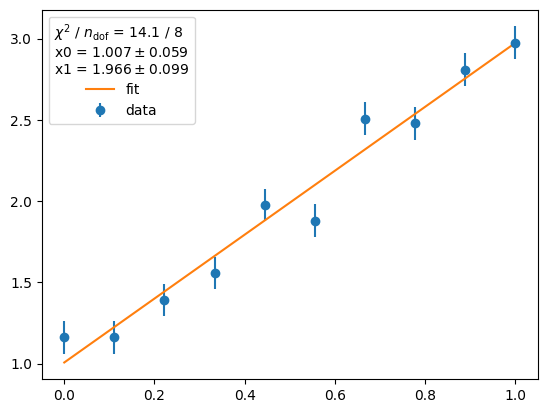 χ² / n_dof = 14.1 / 8
x0 = 1.007 ± 0.059
x1 = 1.966 ± 0.099
fit
data
3.0
2.5
2.0
1.5
1.0
0.0 0.2 0.4 0.6 0.8 1.0